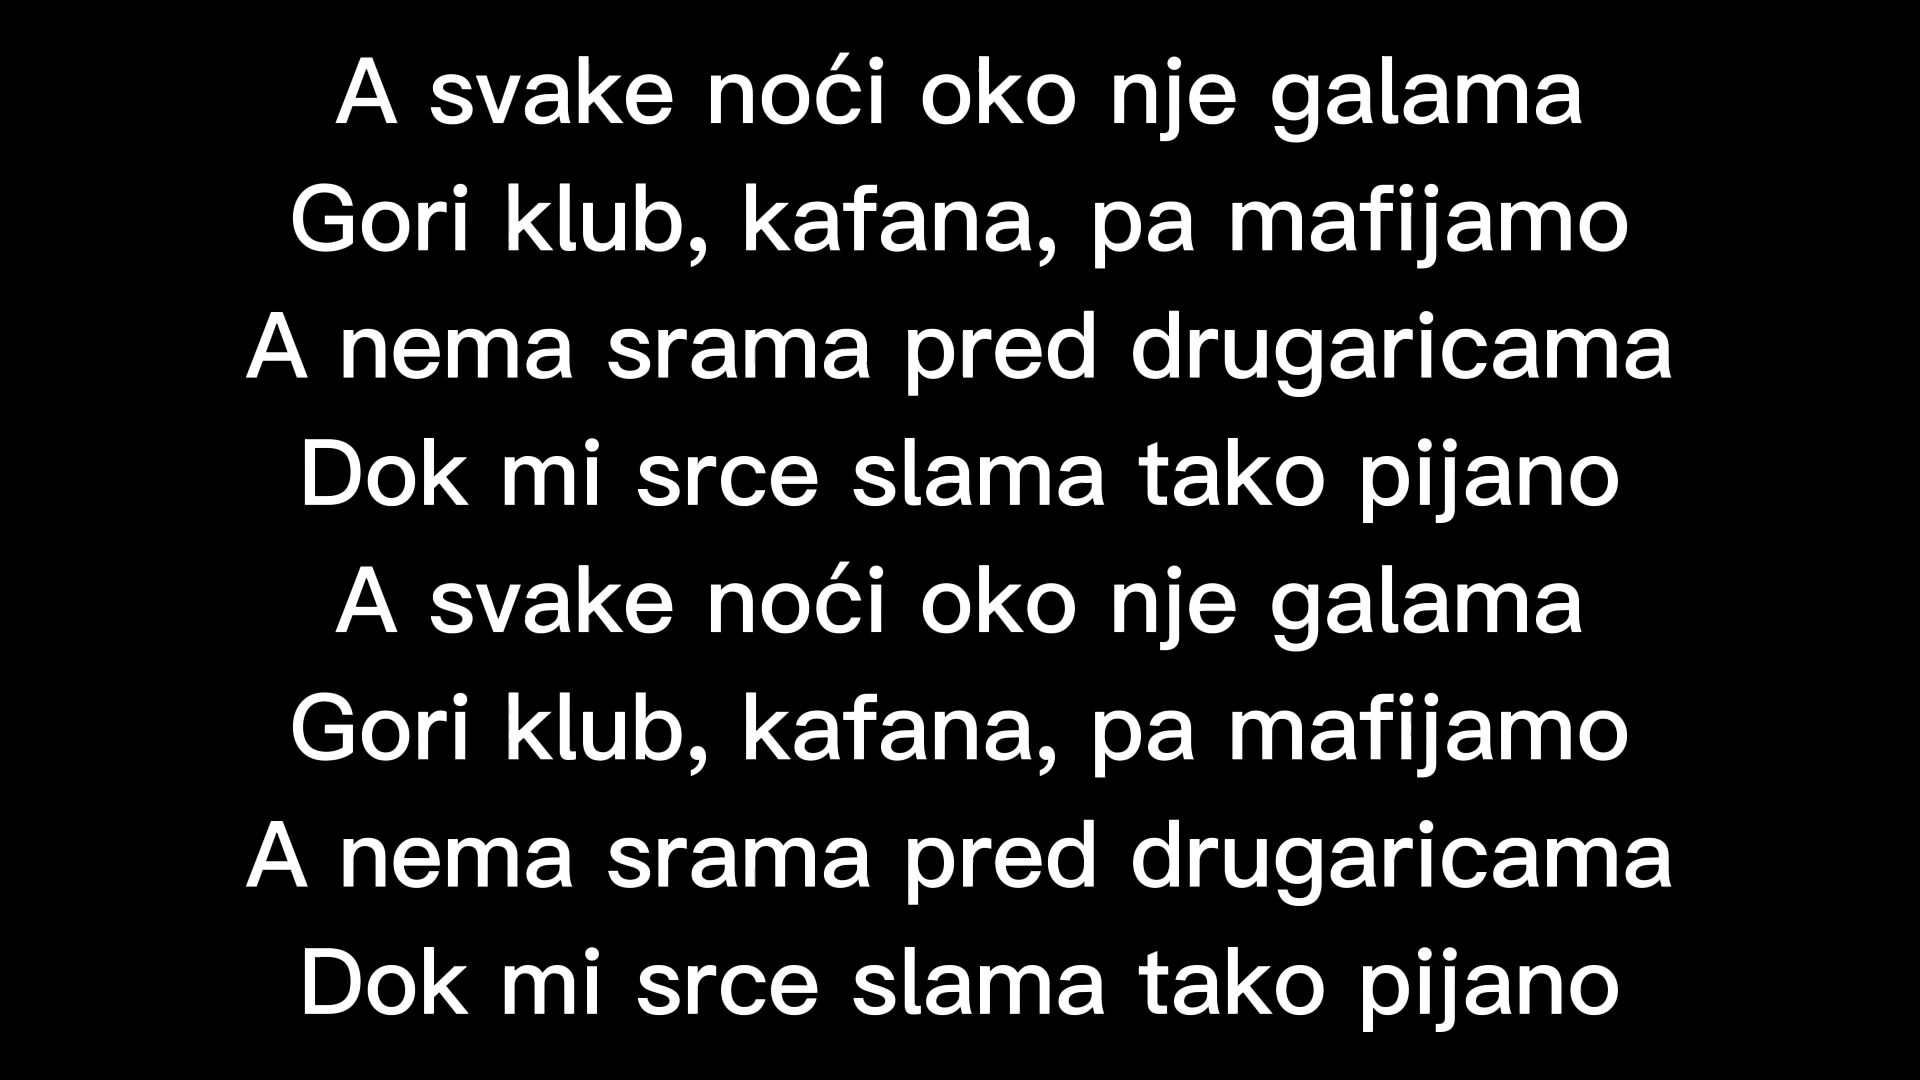 A svake noći oko nje galama
Gori klub, kafana, pa mafijamo
A nema srama pred drugaricama
Dok mi srce slama tako pijano
A svake noći oko nje galama
Gori klub, kafana, pa mafijamo
A nema srama pred drugaricama
Dok mi srce slama tako pijano